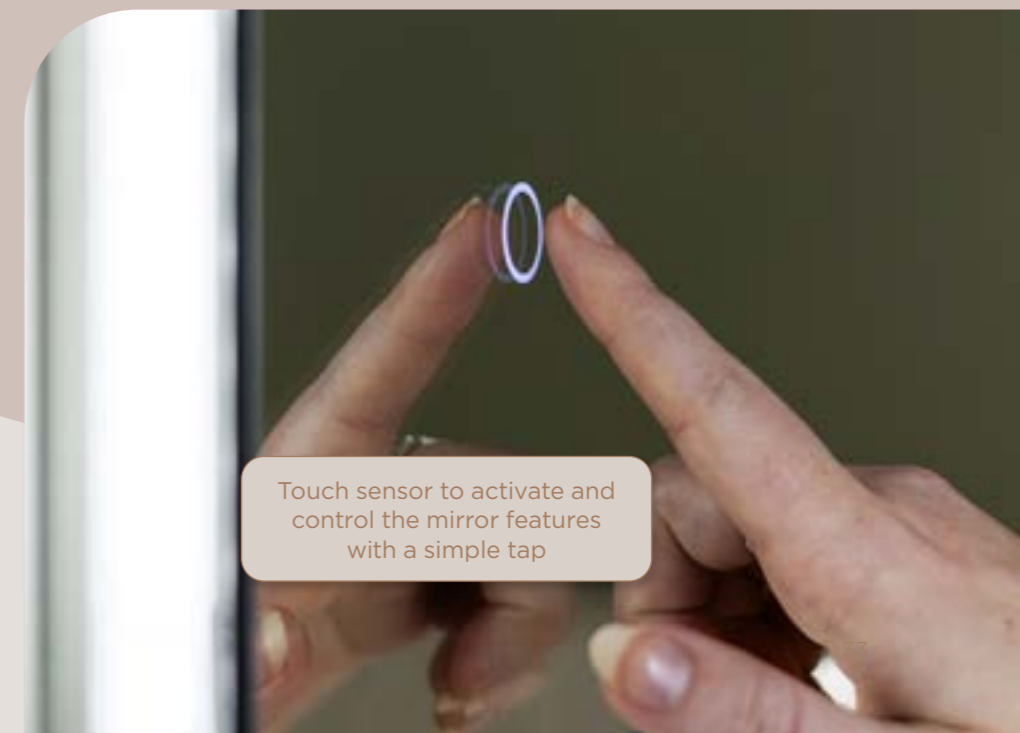 Touch sensor to activate and
control the mirror features
with a simple tap